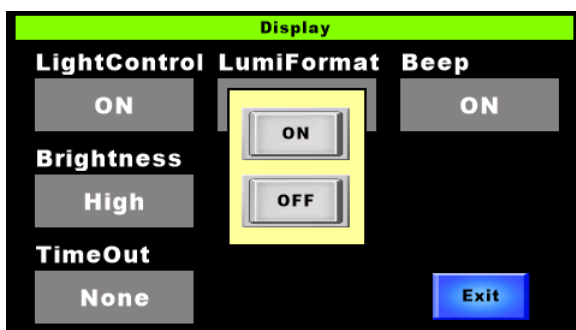 Display
LightControl LumiFormat Beep
ON ON
ON
Brightness
High
OFF
TimeOut
None
Exit